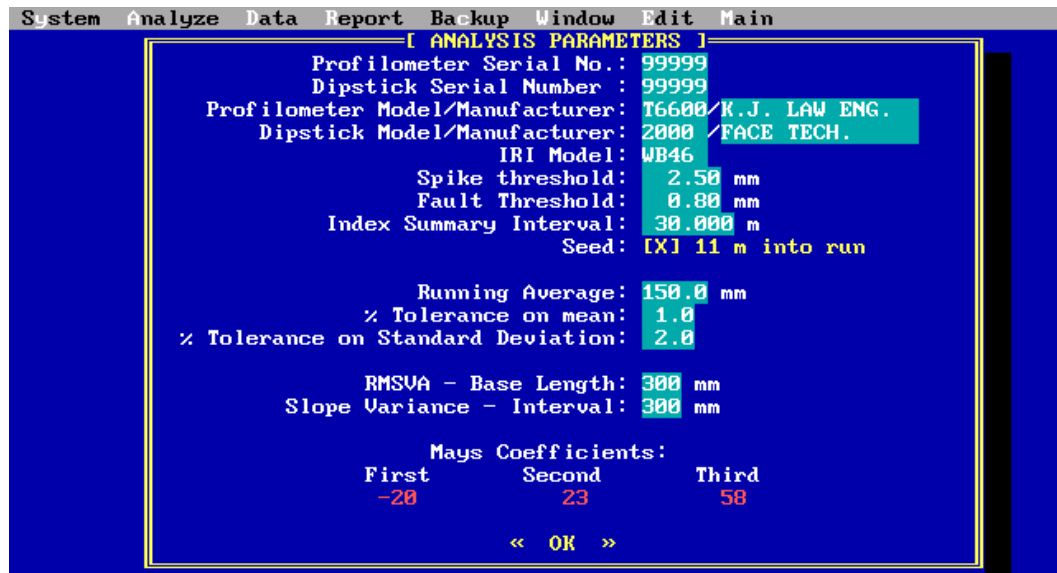 System Analyze Data Report Backup Window Edit Main
[ ANALYSIS PARAMETERS ]
Profilometer Serial No.: 99999
Dipstick Serial Number : 99999
Profilometer Model/Manufacturer: T6600/K.J. LAW ENG.
Dipstick Model/Manufacturer: 2000 /FACE TECH.
IRI Model: WB46
Spike threshold: 2.50 mm
Fault Threshold: 0.80 mm
Index Summary Interval: 30.000 m
Seed: [X] 11 m into run
Running Average: 150.0 mm
% Tolerance on mean: 1.0
% Tolerance on Standard Deviation: 2.0
RMSVA - Base Length: 300 mm
Slope Variance - Interval: 300 mm
Mays Coefficients:
First Second Third
-20 23 58
« OK »